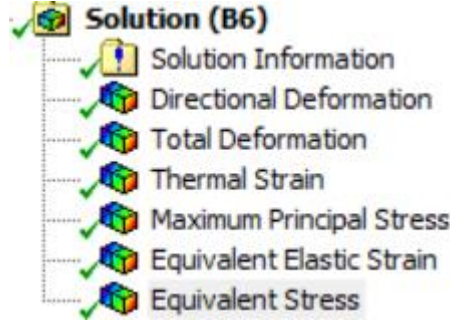 Solution (B6)
Solution Information
Directional Deformation
Total Deformation
Thermal Strain
Maximum Principal Stress
Equivalent Elastic Strain
Equivalent Stress